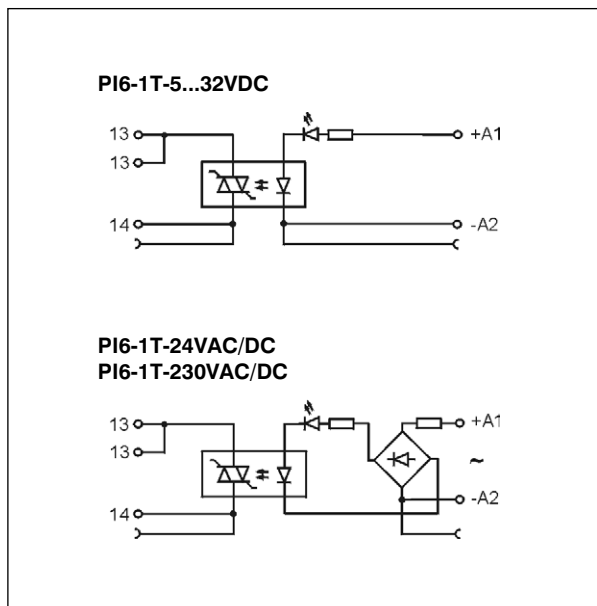 PI6-1T-5...32VDC
13
+A1
13
14
-A2
PI6-1T-24VAC/DC
PI6-1T-230VAC/DC
13
+A1
13
~
14
-A2